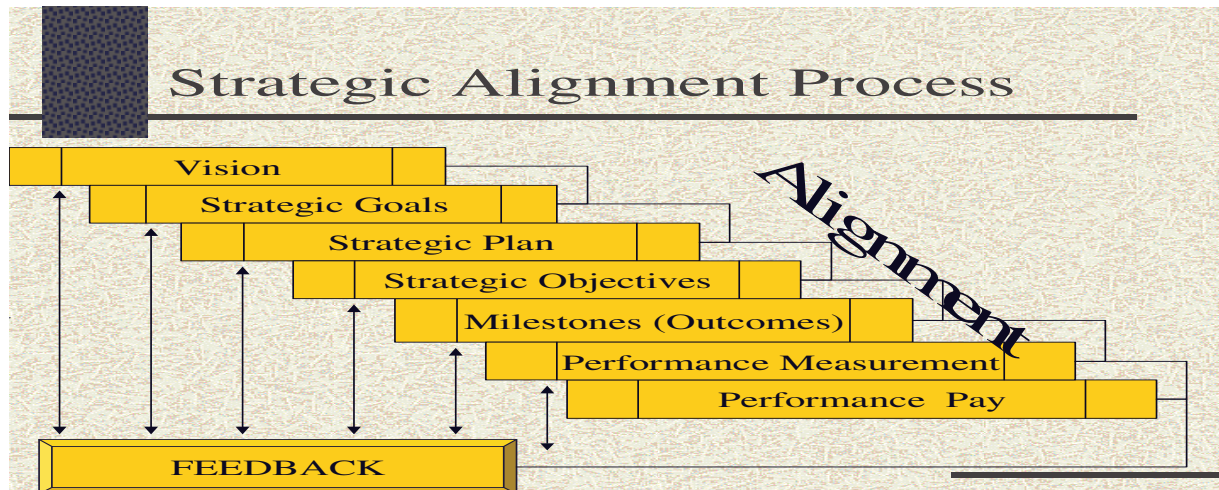 Strategic Alignment Process
Vision
Strategic Goals
Strategic Plan
Strategic Objectives
Milestones (Outcomes)
Performance Measurement
Performance Pay
Alignment
FEEDBACK